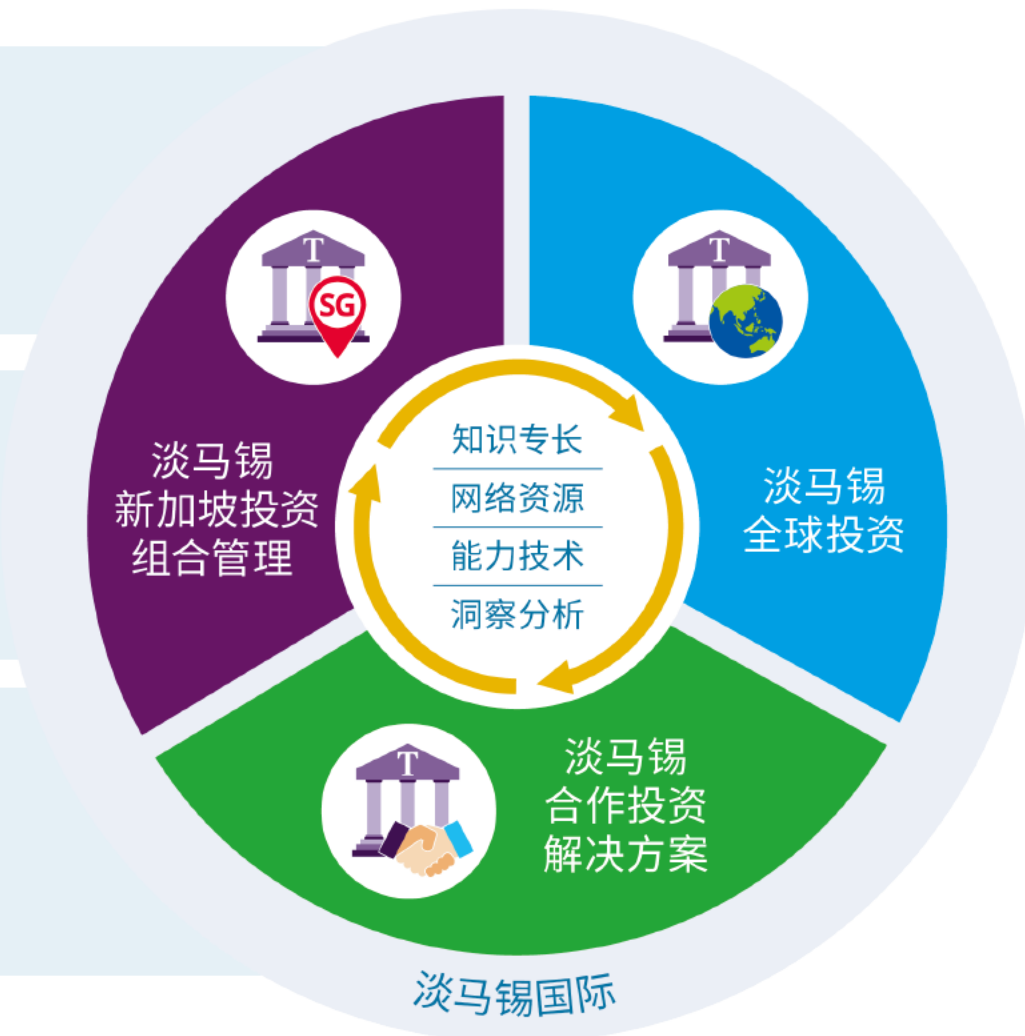 T
SG
淡马锡
新加坡投资
组合管理
T
淡马锡
全球投资
知识专长
网络资源
能力技术
洞察分析
T
淡马锡
合作投资
解决方案
淡马锡国际